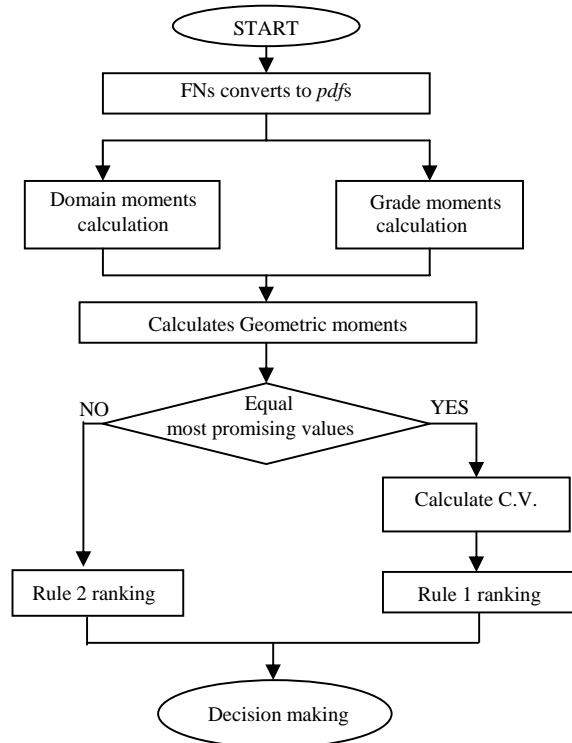 START
FNs converts to pdfs
Domain moments
calculation
Grade moments
calculation
Calculates Geometric moments
NO
Equal
most promising values
YES
Calculate C.V.
Rule 2 ranking
Rule 1 ranking
Decision making